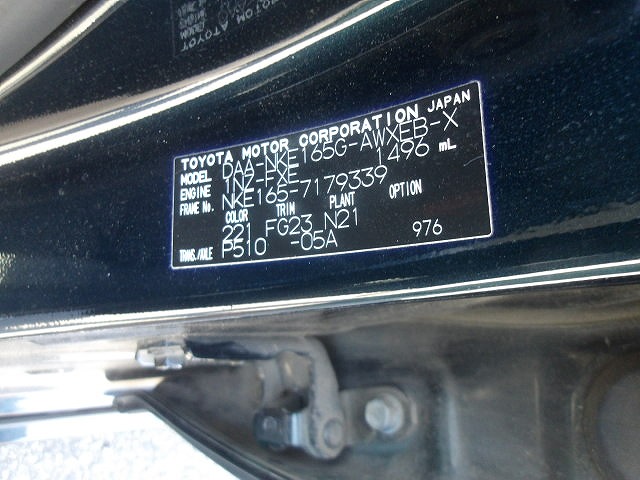 TOYOTA MOTOR CORPORATION JAPAN
MODEL DAA-NKE165G-AWXEB-X
ENGINE 1NZ-FXE 1496 mL
FRAME No. NKE165-7179339
COLOR TRIM PLANT OPTION
221 FG23 N21
TRANS./AXLE P510 -05A 976